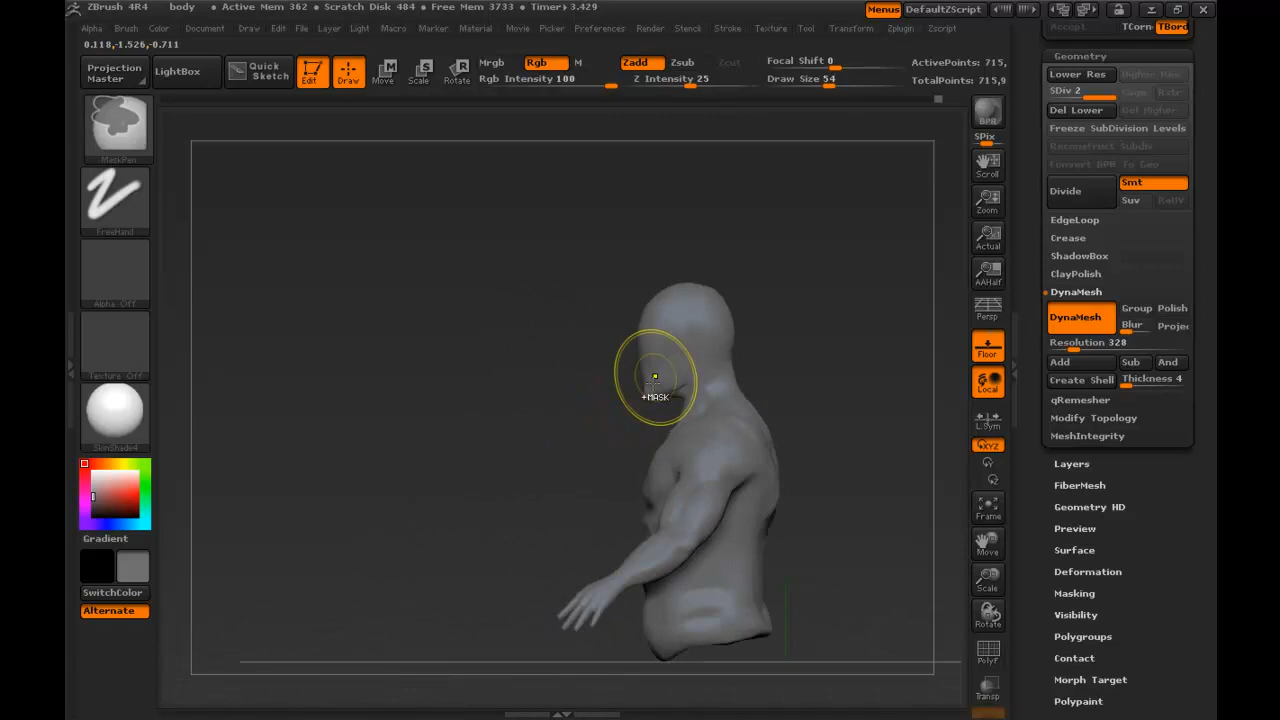 ZBrush 4R4 body • Active Mem 362 • Scratch Disk 484 • Free Mem 3733 • Timer▸3.429 Menus DefaultZScript
Alpha Brush Color Document Draw Edit File Layer Light Macro Marker Material Movie Picker Preferences Render Stencil Stroke Texture Tool Transform Zplugin Zscript
0.118,-1.526,-0.711
Projection Master
LightBox
Quick Sketch
Edit Draw Move Scale Rotate
Mrgb Rgb M
Rgb Intensity 100
Zadd Zsub Zcut
Z Intensity 25
Focal Shift 0
Draw Size 54
ActivePoints: 715,
TotalPoints: 715,9
MaskPen
FreeHand
Alpha Off
Texture Off
SkinShade4
Gradient
SwitchColor
Alternate
+MASK
BPR
SPix
Scroll
Zoom
Actual
AAHalf
Persp
Floor
Local
L.Sym
XYZ
Frame
Move
Scale
Rotate
PolyF
Transp
Accept TCorn TBord
Geometry
Lower Res Higher Res
SDiv 2
Del Lower Del Higher
Freeze SubDivision Levels
Reconstruct Subdiv
Convert BPR To Geo
Divide Smt
Suv ReUV
EdgeLoop
Crease
ShadowBox
ClayPolish
DynaMesh
DynaMesh Group Polish
Blur Proje
Resolution 328
Add Sub And
Create Shell Thickness 4
qRemesher
Modify Topology
MeshIntegrity
Layers
FiberMesh
Geometry HD
Preview
Surface
Deformation
Masking
Visibility
Polygroups
Contact
Morph Target
Polypaint